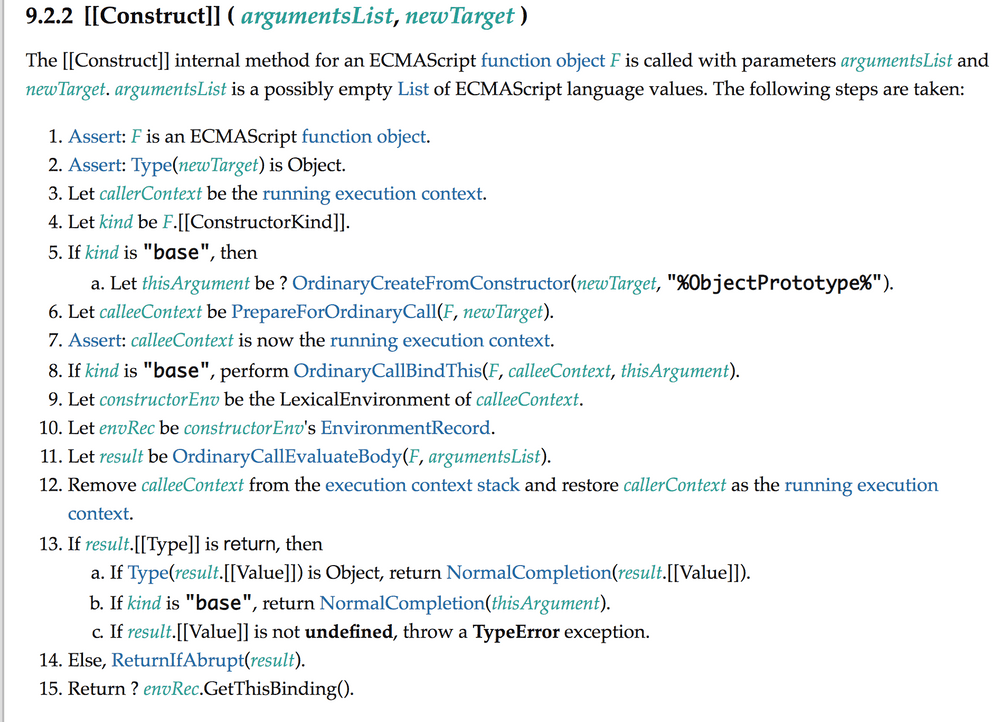 9.2.2 [[Construct]] ( argumentsList, newTarget )
The [[Construct]] internal method for an ECMAScript function object F is called with parameters argumentsList and
newTarget. argumentsList is a possibly empty List of ECMAScript language values. The following steps are taken:
1. Assert: F is an ECMAScript function object.
2. Assert: Type(newTarget) is Object.
3. Let callerContext be the running execution context.
4. Let kind be F.[[ConstructorKind]].
5. If kind is "base", then
a. Let thisArgument be ? OrdinaryCreateFromConstructor(newTarget, "%ObjectPrototype%").
6. Let calleeContext be PrepareForOrdinaryCall(F, newTarget).
7. Assert: calleeContext is now the running execution context.
8. If kind is "base", perform OrdinaryCallBindThis(F, calleeContext, thisArgument).
9. Let constructorEnv be the LexicalEnvironment of calleeContext.
10. Let envRec be constructorEnv's EnvironmentRecord.
11. Let result be OrdinaryCallEvaluateBody(F, argumentsList).
12. Remove calleeContext from the execution context stack and restore callerContext as the running execution
context.
13. If result.[[Type]] is return, then
a. If Type(result.[[Value]]) is Object, return NormalCompletion(result.[[Value]]).
b. If kind is "base", return NormalCompletion(thisArgument).
c. If result.[[Value]] is not undefined, throw a TypeError exception.
14. Else, ReturnIfAbrupt(result).
15. Return ? envRec.GetThisBinding().